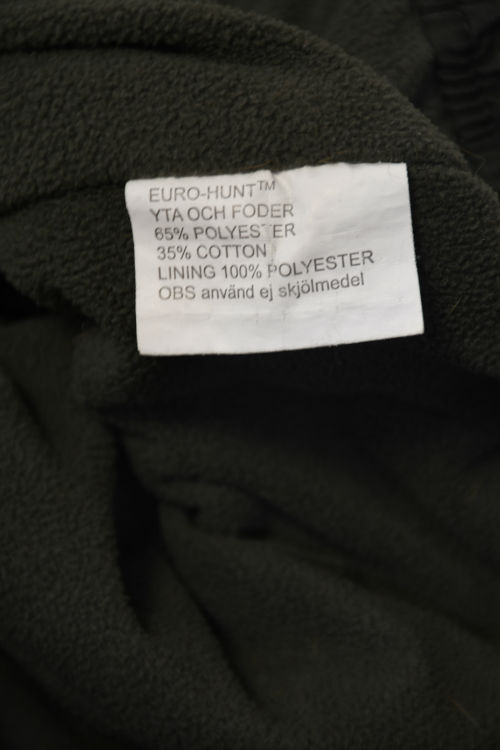 EURO-HUNT™
YTA OCH FODER
65% POLYESTER
35% COTTON
LINING 100% POLYESTER
OBS använd ej skjölmedel